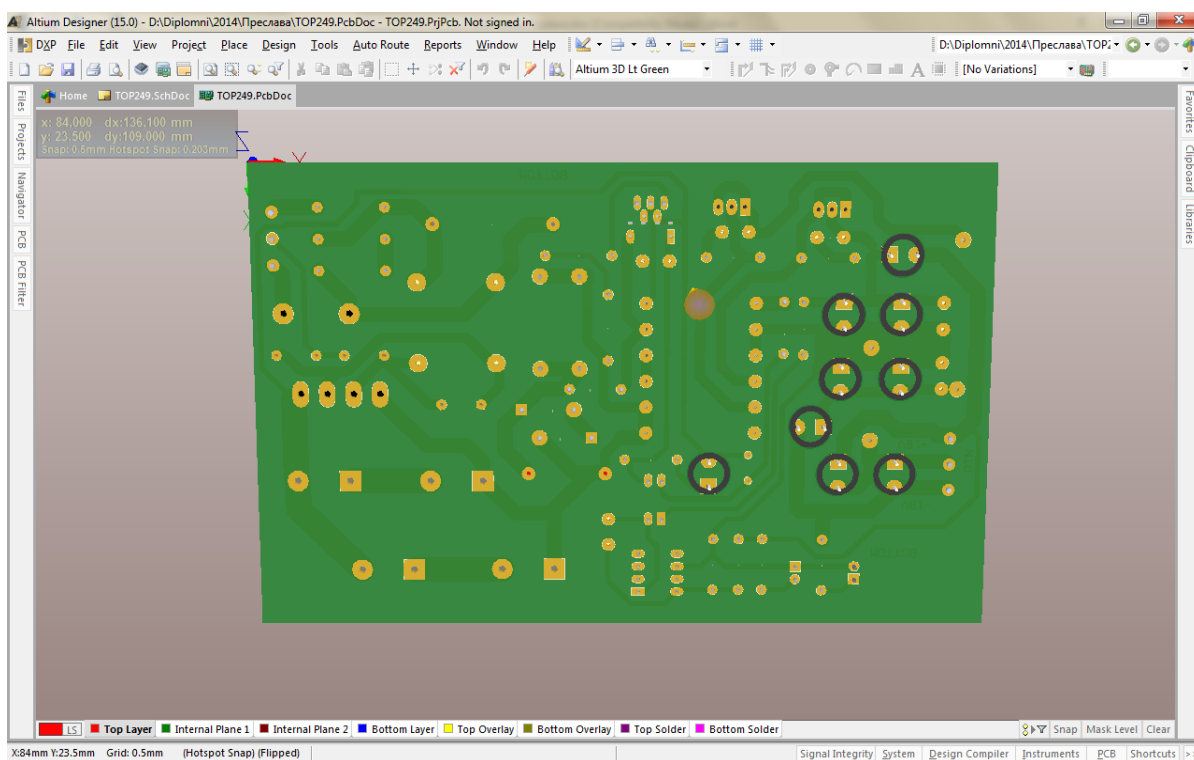 Altium Designer (15.0) - D:\Diplomni\2014\Преслава\TOP249.PcbDoc - TOP249.PrjPcb. Not signed in.
DXP File Edit View Project Place Design Tools Auto Route Reports Window Help D:\Diplomni\2014\Преслава\TOP2
Altium 3D Lt Green [No Variations]
Home TOP249.SchDoc TOP249.PcbDoc
x: 84.000 dx:136.100 mm
y: 23.500 dy:109.000 mm
Snap: 0.5mm Hotspot Snap: 0.203mm
Files
Projects
Navigator
PCB
PCB Filter
Favorites
Clipboard
Libraries
LS Top Layer Internal Plane 1 Internal Plane 2 Bottom Layer Top Overlay Bottom Overlay Top Solder Bottom Solder Snap Mask Level Clear
X:84mm Y:23.5mm Grid: 0.5mm (Hotspot Snap) (Flipped) Signal Integrity System Design Compiler Instruments PCB Shortcuts >>